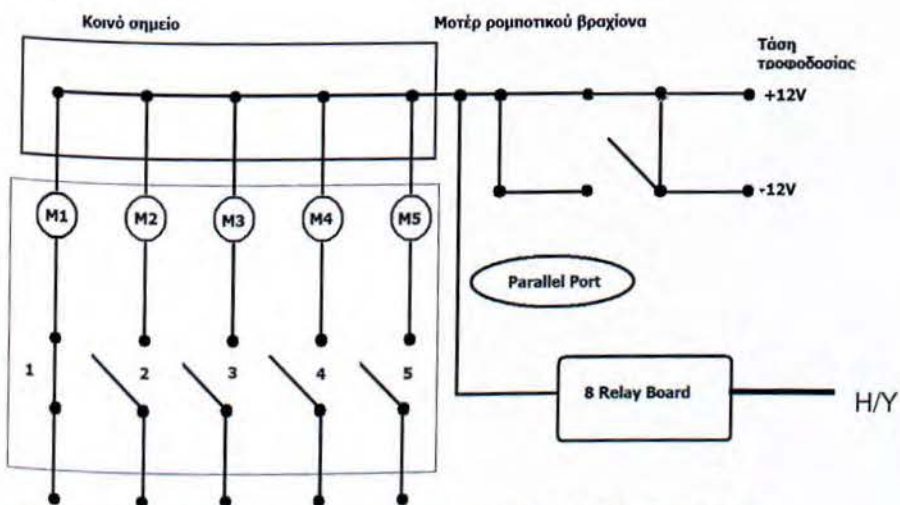 Κοινό σημείο
Μοτέρ ρομποτικού βραχίονα
Τάση
τροφοδοσίας
+12V
-12V
M1
M2
M3
M4
M5
Parallel Port
1
2
3
4
5
8 Relay Board
Η/Υ